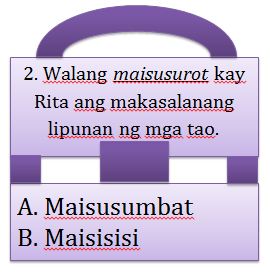 2. Walang maisusurot kay
Rita ang makasalanang
lipunan ng mga tao.
A. Maisusumbat
B. Maisisisi